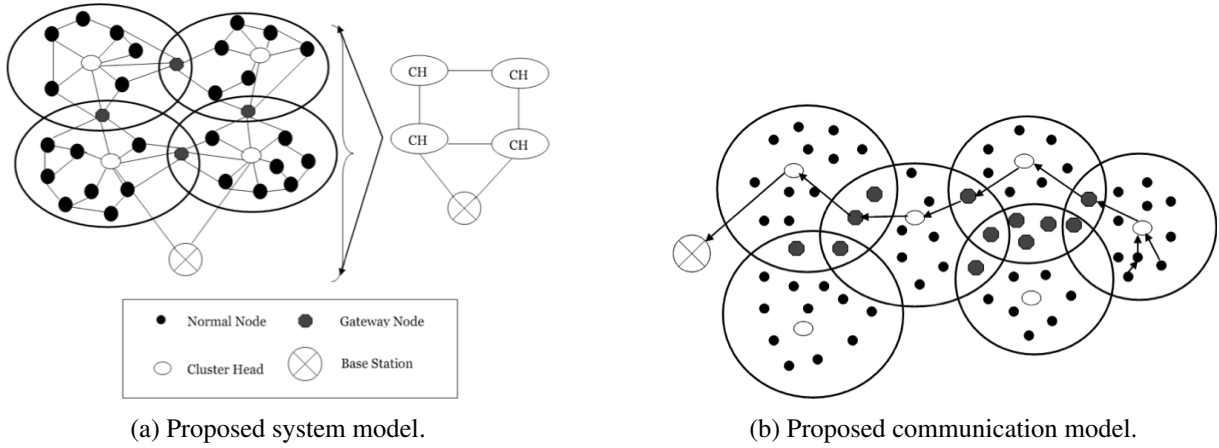 CH CH
CH CH
Normal Node Gateway Node
Cluster Head Base Station
(a) Proposed system model.
(b) Proposed communication model.